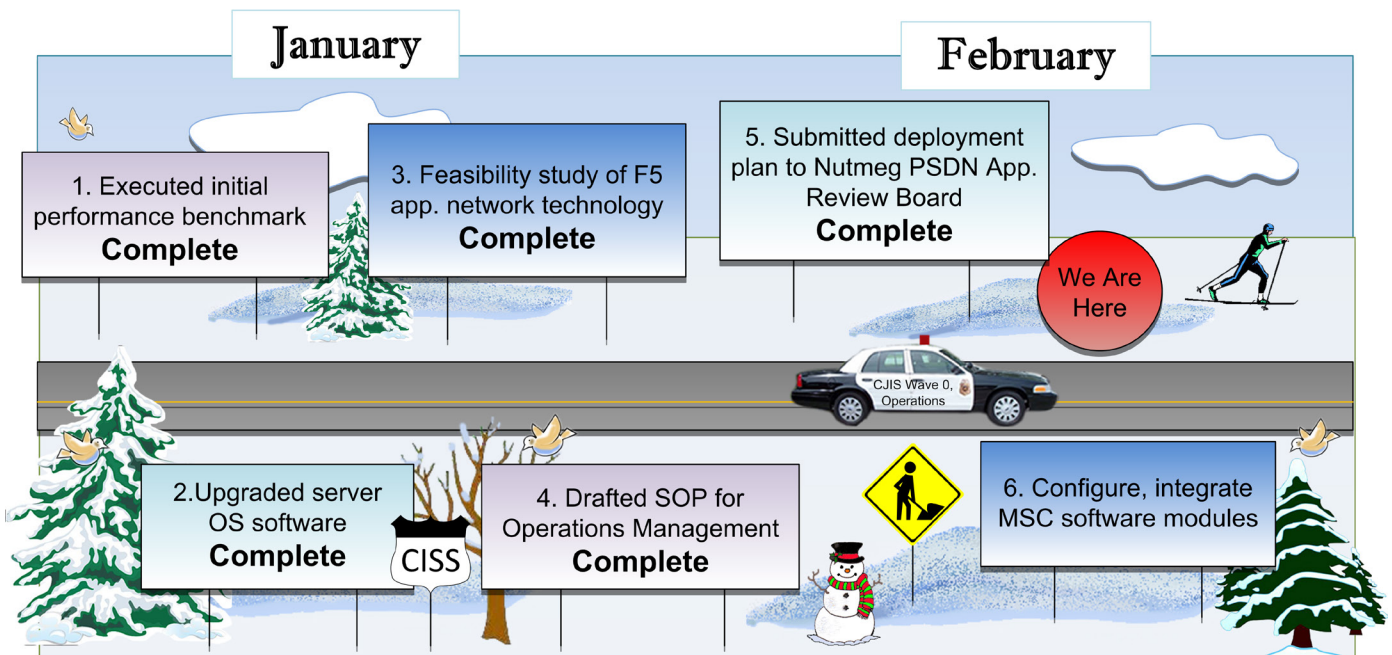 January
February
1. Executed initial
performance benchmark
Complete
3. Feasibility study of F5
app. network technology
Complete
5. Submitted deployment
plan to Nutmeg PSDN App.
Review Board
Complete
We Are
Here
CJIS Wave 0,
Operations
2.Upgraded server
OS software
Complete
CISS
4. Drafted SOP for
Operations Management
Complete
6. Configure, integrate
MSC software modules